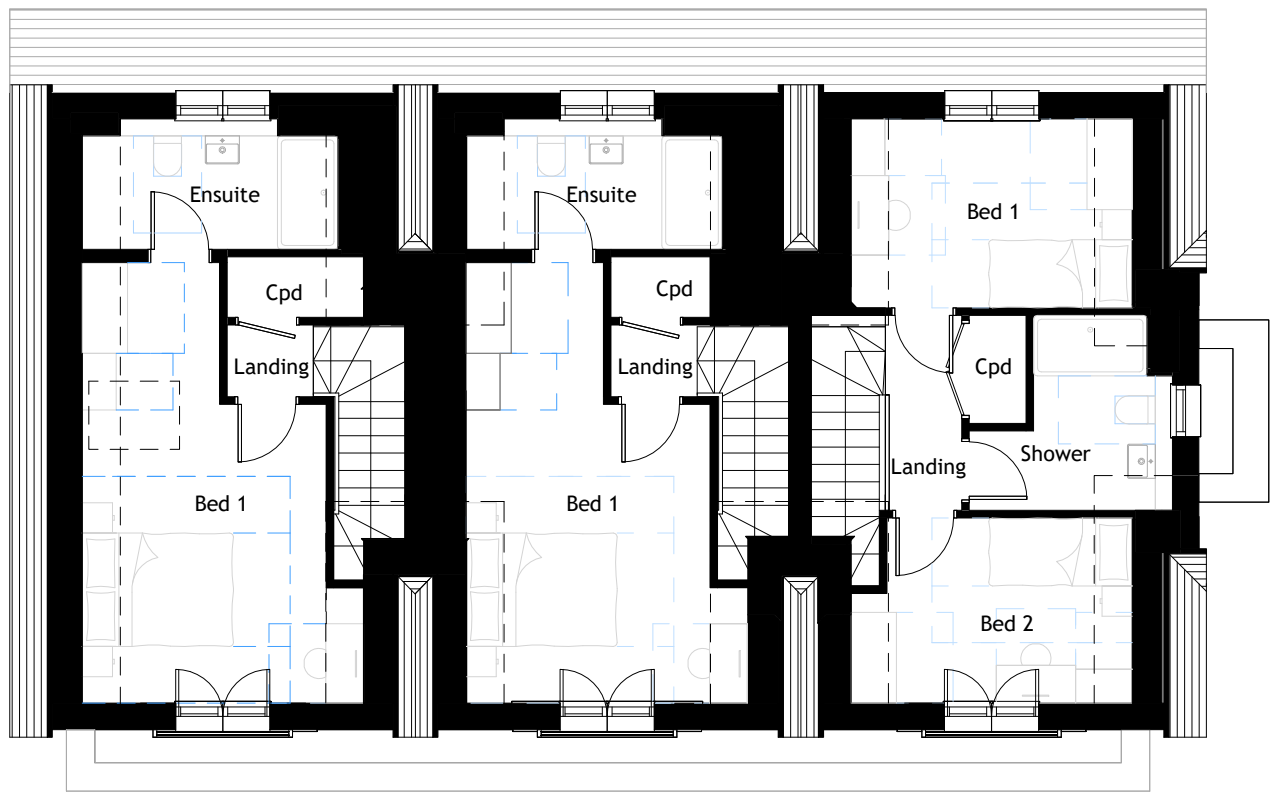 Ensuite
Cpd
Landing
Bed 1
Ensuite
Cpd
Landing
Bed 1
Bed 1
Cpd
Shower
Landing
Bed 2